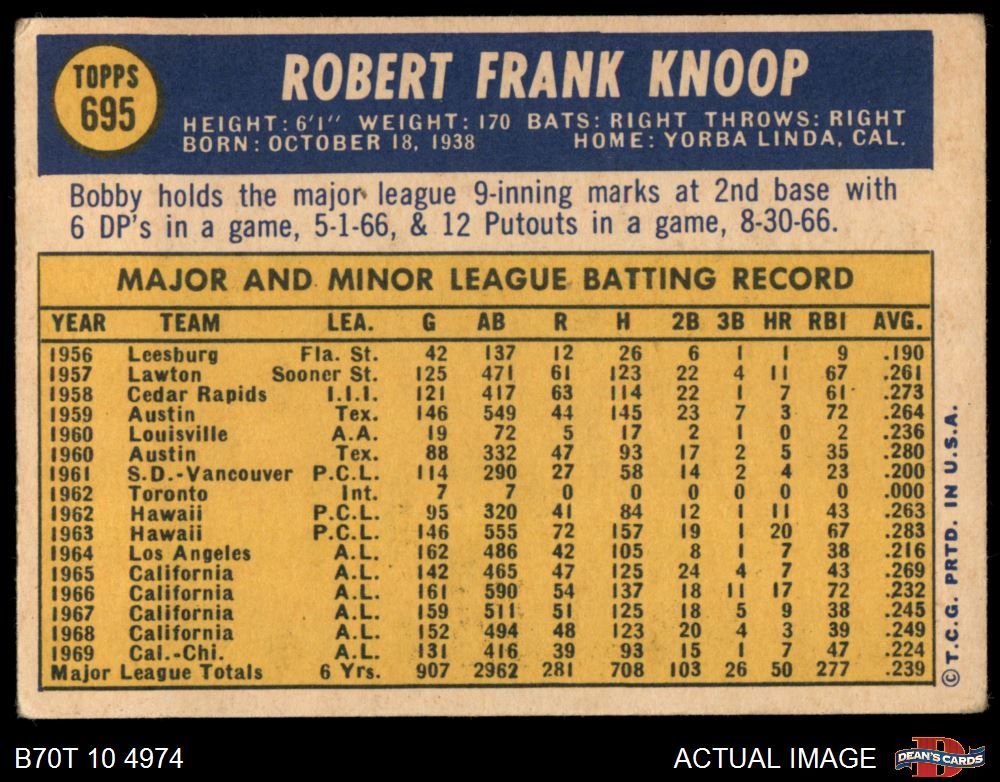 TOPPS
695
ROBERT FRANK KNOOP
HEIGHT: 6'1" WEIGHT: 170 BATS: RIGHT THROWS: RIGHT
BORN: OCTOBER 18, 1938 HOME: YORBA LINDA, CAL.
Bobby holds the major league 9-inning marks at 2nd base with
6 DP's in a game, 5-1-66, & 12 Putouts in a game, 8-30-66.
MAJOR AND MINOR LEAGUE BATTING RECORD
YEAR TEAM LEA. G AB R H 2B 3B HR RBI AVG.
1956 Leesburg Fla. St. 42 137 12 26 6 1 1 9 .190
1957 Lawton Sooner St. 125 471 61 123 22 4 11 67 .261
1958 Cedar Rapids I.I.I. 121 417 63 114 22 1 7 61 .273
1959 Austin Tex. 146 549 44 145 23 7 3 72 .264
1960 Louisville A.A. 19 72 5 17 2 1 0 2 .236
1960 Austin Tex. 88 332 47 93 17 2 5 35 .280
1961 S.D.-Vancouver P.C.L. 114 290 27 58 14 2 4 23 .200
1962 Toronto Int. 7 7 0 0 0 0 0 0 .000
1962 Hawaii P.C.L. 95 320 41 84 12 1 11 43 .263
1963 Hawaii P.C.L. 146 555 72 157 19 1 20 67 .283
1964 Los Angeles A.L. 162 486 42 105 8 1 7 38 .216
1965 California A.L. 142 465 47 125 24 4 7 43 .269
1966 California A.L. 161 590 54 137 18 11 17 72 .232
1967 California A.L. 159 511 51 125 18 5 9 38 .245
1968 California A.L. 152 494 48 123 20 4 3 39 .249
1969 Cal.-Chi. A.L. 131 416 39 93 15 1 7 47 .224
Major League Totals 6 Yrs. 907 2962 281 708 103 26 50 277 .239
© T.C.G. PRTD. IN U.S.A.
B70T 10 4974
ACTUAL IMAGE
D
DEAN'S CARDS